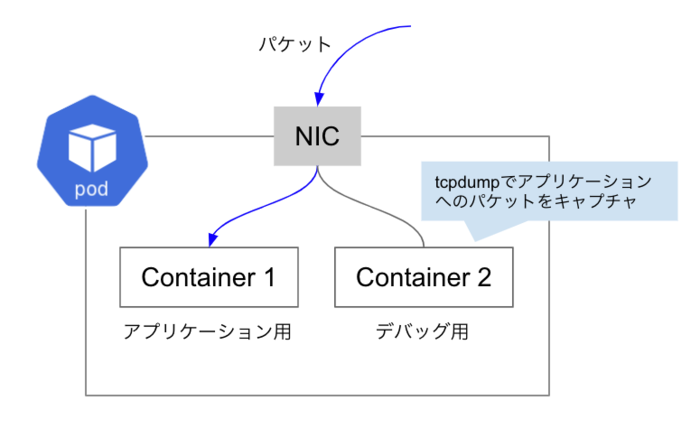 パケット
NIC
pod
tcpdumpでアプリケーション
へのパケットをキャプチャ
Container 1
Container 2
アプリケーション用
デバッグ用